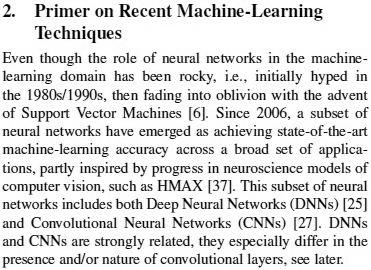 2. Primer on Recent Machine-Learning
Techniques
Even though the role of neural networks in the machine-
learning domain has been rocky, i.e., initially hyped in
the 1980s/1990s, then fading into oblivion with the advent
of Support Vector Machines [6]. Since 2006, a subset of
neural networks have emerged as achieving state-of-the-art
machine-learning accuracy across a broad set of applica-
tions, partly inspired by progress in neuroscience models of
computer vision, such as HMAX [37]. This subset of neural
networks includes both Deep Neural Networks (DNNs) [25]
and Convolutional Neural Networks (CNNs) [27]. DNNs
and CNNs are strongly related, they especially differ in the
presence and/or nature of convolutional layers, see later.